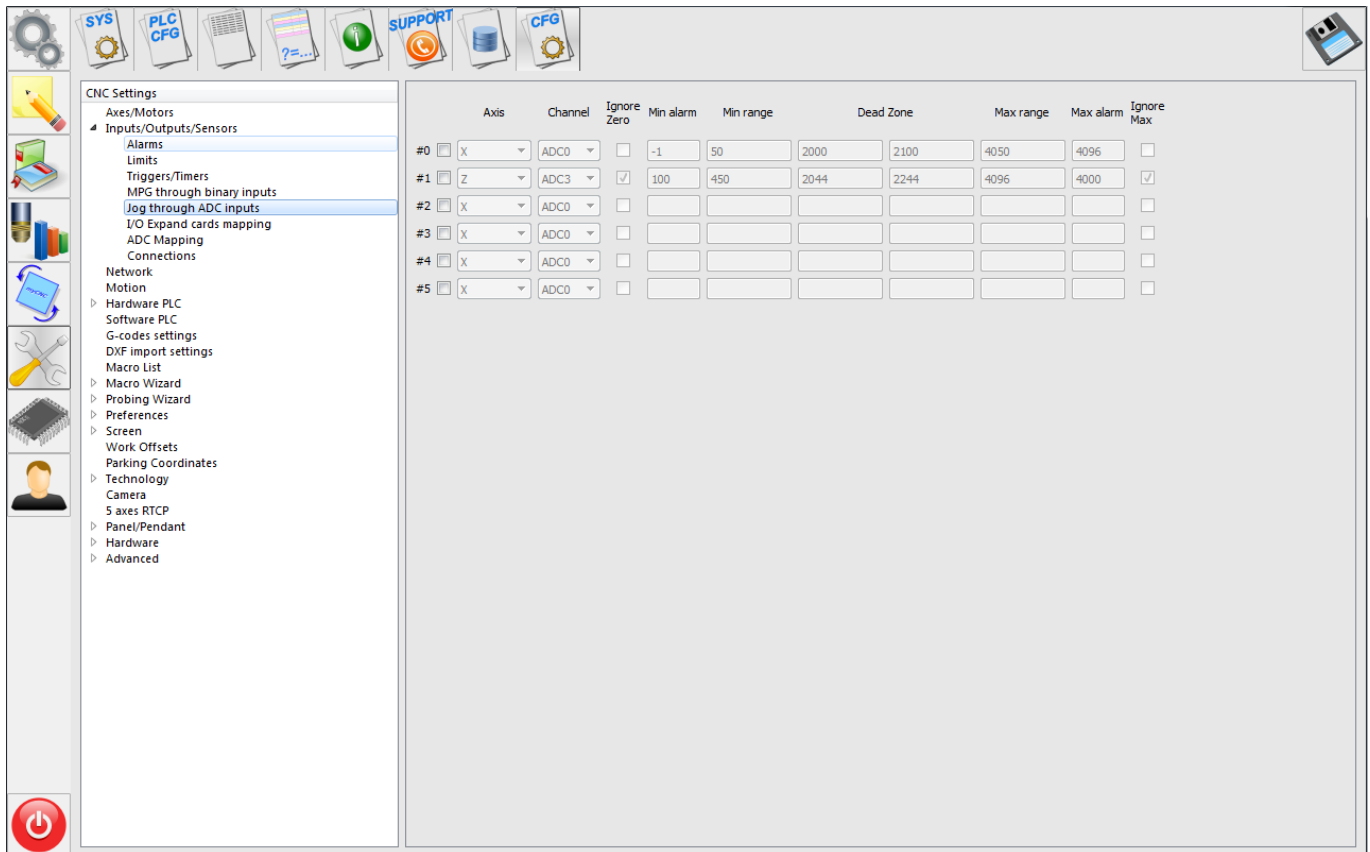 SYS
PLC
CFG
?=...
SUPPORT
CFG
myCNC
CNC Settings
Axes/Motors
Inputs/Outputs/Sensors
Alarms
Limits
Triggers/Timers
MPG through binary inputs
Jog through ADC inputs
I/O Expand cards mapping
ADC Mapping
Connections
Network
Motion
Hardware PLC
Software PLC
G-codes settings
DXF import settings
Macro List
Macro Wizard
Probing Wizard
Preferences
Screen
Work Offsets
Parking Coordinates
Technology
Camera
5 axes RTCP
Panel/Pendant
Hardware
Advanced
Axis Channel Ignore Zero Min alarm Min range Dead Zone Max range Max alarm Ignore Max
#0 X ADC0 -1 50 2000 2100 4050 4096
#1 Z ADC3 100 450 2044 2244 4096 4000
#2 X ADC0
#3 X ADC0
#4 X ADC0
#5 X ADC0